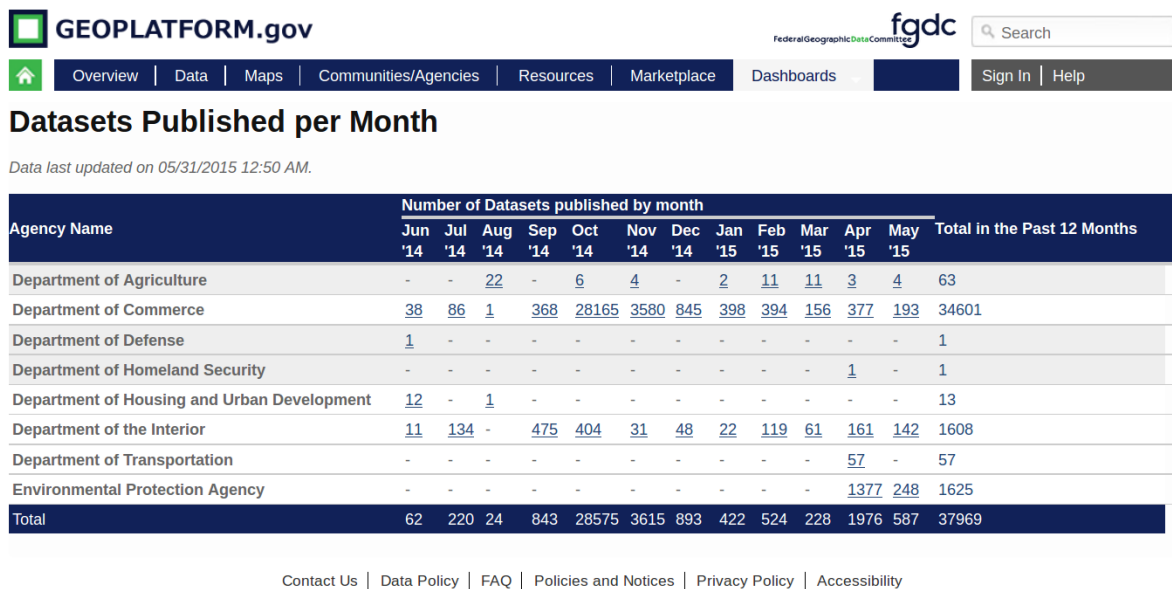 GEOPLATFORM.gov
fgdc
FederalGeographicDataCommittee
Search
Overview | Data | Maps | Communities/Agencies | Resources | Marketplace | Dashboards
Sign In | Help
Datasets Published per Month
Data last updated on 05/31/2015 12:50 AM.
Number of Datasets published by month
Agency Name Jun '14 Jul '14 Aug '14 Sep '14 Oct '14 Nov '14 Dec '14 Jan '15 Feb '15 Mar '15 Apr '15 May '15 Total in the Past 12 Months
Department of Agriculture - - 22 - 6 4 - 2 11 11 3 4 63
Department of Commerce 38 86 1 368 28165 3580 845 398 394 156 377 193 34601
Department of Defense 1 - - - - - - - - - - - 1
Department of Homeland Security - - - - - - - - - - 1 - 1
Department of Housing and Urban Development 12 - 1 - - - - - - - - - 13
Department of the Interior 11 134 - 475 404 31 48 22 119 61 161 142 1608
Department of Transportation - - - - - - - - - - 57 - 57
Environmental Protection Agency - - - - - - - - - - 1377 248 1625
Total 62 220 24 843 28575 3615 893 422 524 228 1976 587 37969
Contact Us | Data Policy | FAQ | Policies and Notices | Privacy Policy | Accessibility